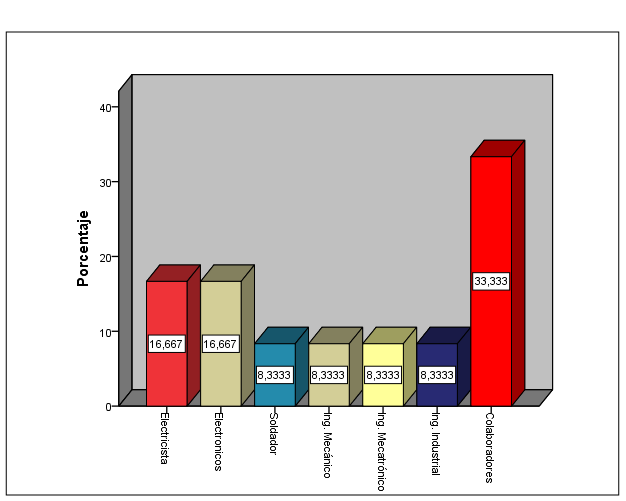 Porcentaje
40
30
20
10
0
16,667
16,667
8,3333
8,3333
8,3333
8,3333
33,333
Electricista
Electronicos
Soldador
Ing. Mecánico
Ing. Mecatrónico
Ing. Industrial
Colaboradores